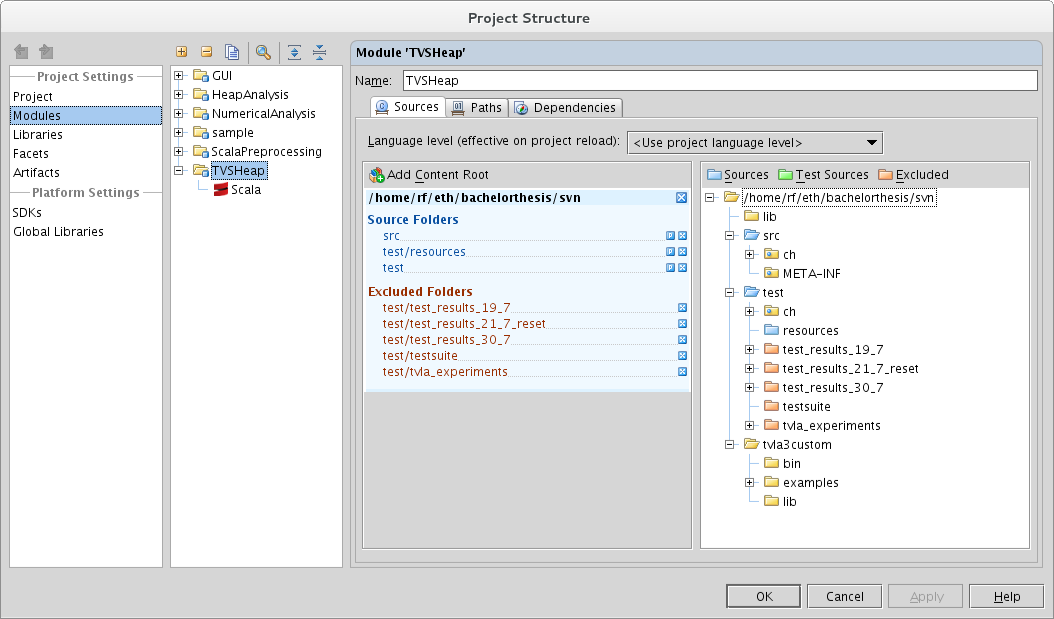 Project Structure
Project Settings
Project
Modules
Libraries
Facets
Artifacts
Platform Settings
SDKs
Global Libraries
GUI
HeapAnalysis
NumericalAnalysis
sample
ScalaPreprocessing
TVSHeap
Scala
Module 'TVSHeap'
Name: TVSHeap
Sources Paths Dependencies
Language level (effective on project reload): <Use project language level>
Add Content Root
/home/rf/eth/bachelorthesis/svn
Source Folders
src
test/resources
test
Excluded Folders
test/test_results_19_7
test/test_results_21_7_reset
test/test_results_30_7
test/testsuite
test/tvla_experiments
Sources Test Sources Excluded
/home/rf/eth/bachelorthesis/svn
lib
src
ch
META-INF
test
ch
resources
test_results_19_7
test_results_21_7_reset
test_results_30_7
testsuite
tvla_experiments
tvla3custom
bin
examples
lib
OK Cancel Apply Help